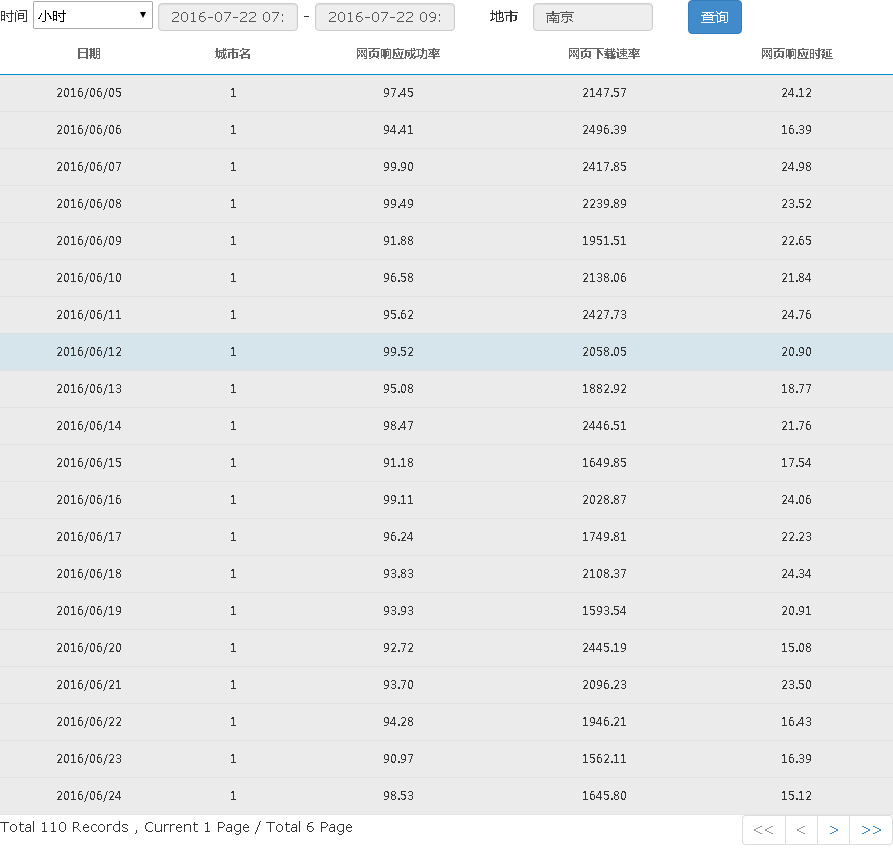 时间 小时 2016-07-22 07: - 2016-07-22 09: 地市 南京 查询
日期 城市名 网页响应成功率 网页下载速率 网页响应时延
2016/06/05 1 97.45 2147.57 24.12
2016/06/06 1 94.41 2496.39 16.39
2016/06/07 1 99.90 2417.85 24.98
2016/06/08 1 99.49 2239.89 23.52
2016/06/09 1 91.88 1951.51 22.65
2016/06/10 1 96.58 2138.06 21.84
2016/06/11 1 95.62 2427.73 24.76
2016/06/12 1 99.52 2058.05 20.90
2016/06/13 1 95.08 1882.92 18.77
2016/06/14 1 98.47 2446.51 21.76
2016/06/15 1 91.18 1649.85 17.54
2016/06/16 1 99.11 2028.87 24.06
2016/06/17 1 96.24 1749.81 22.23
2016/06/18 1 93.83 2108.37 24.34
2016/06/19 1 93.93 1593.54 20.91
2016/06/20 1 92.72 2445.19 15.08
2016/06/21 1 93.70 2096.23 23.50
2016/06/22 1 94.28 1946.21 16.43
2016/06/23 1 90.97 1562.11 16.39
2016/06/24 1 98.53 1645.80 15.12
Total 110 Records , Current 1 Page / Total 6 Page << < > >>